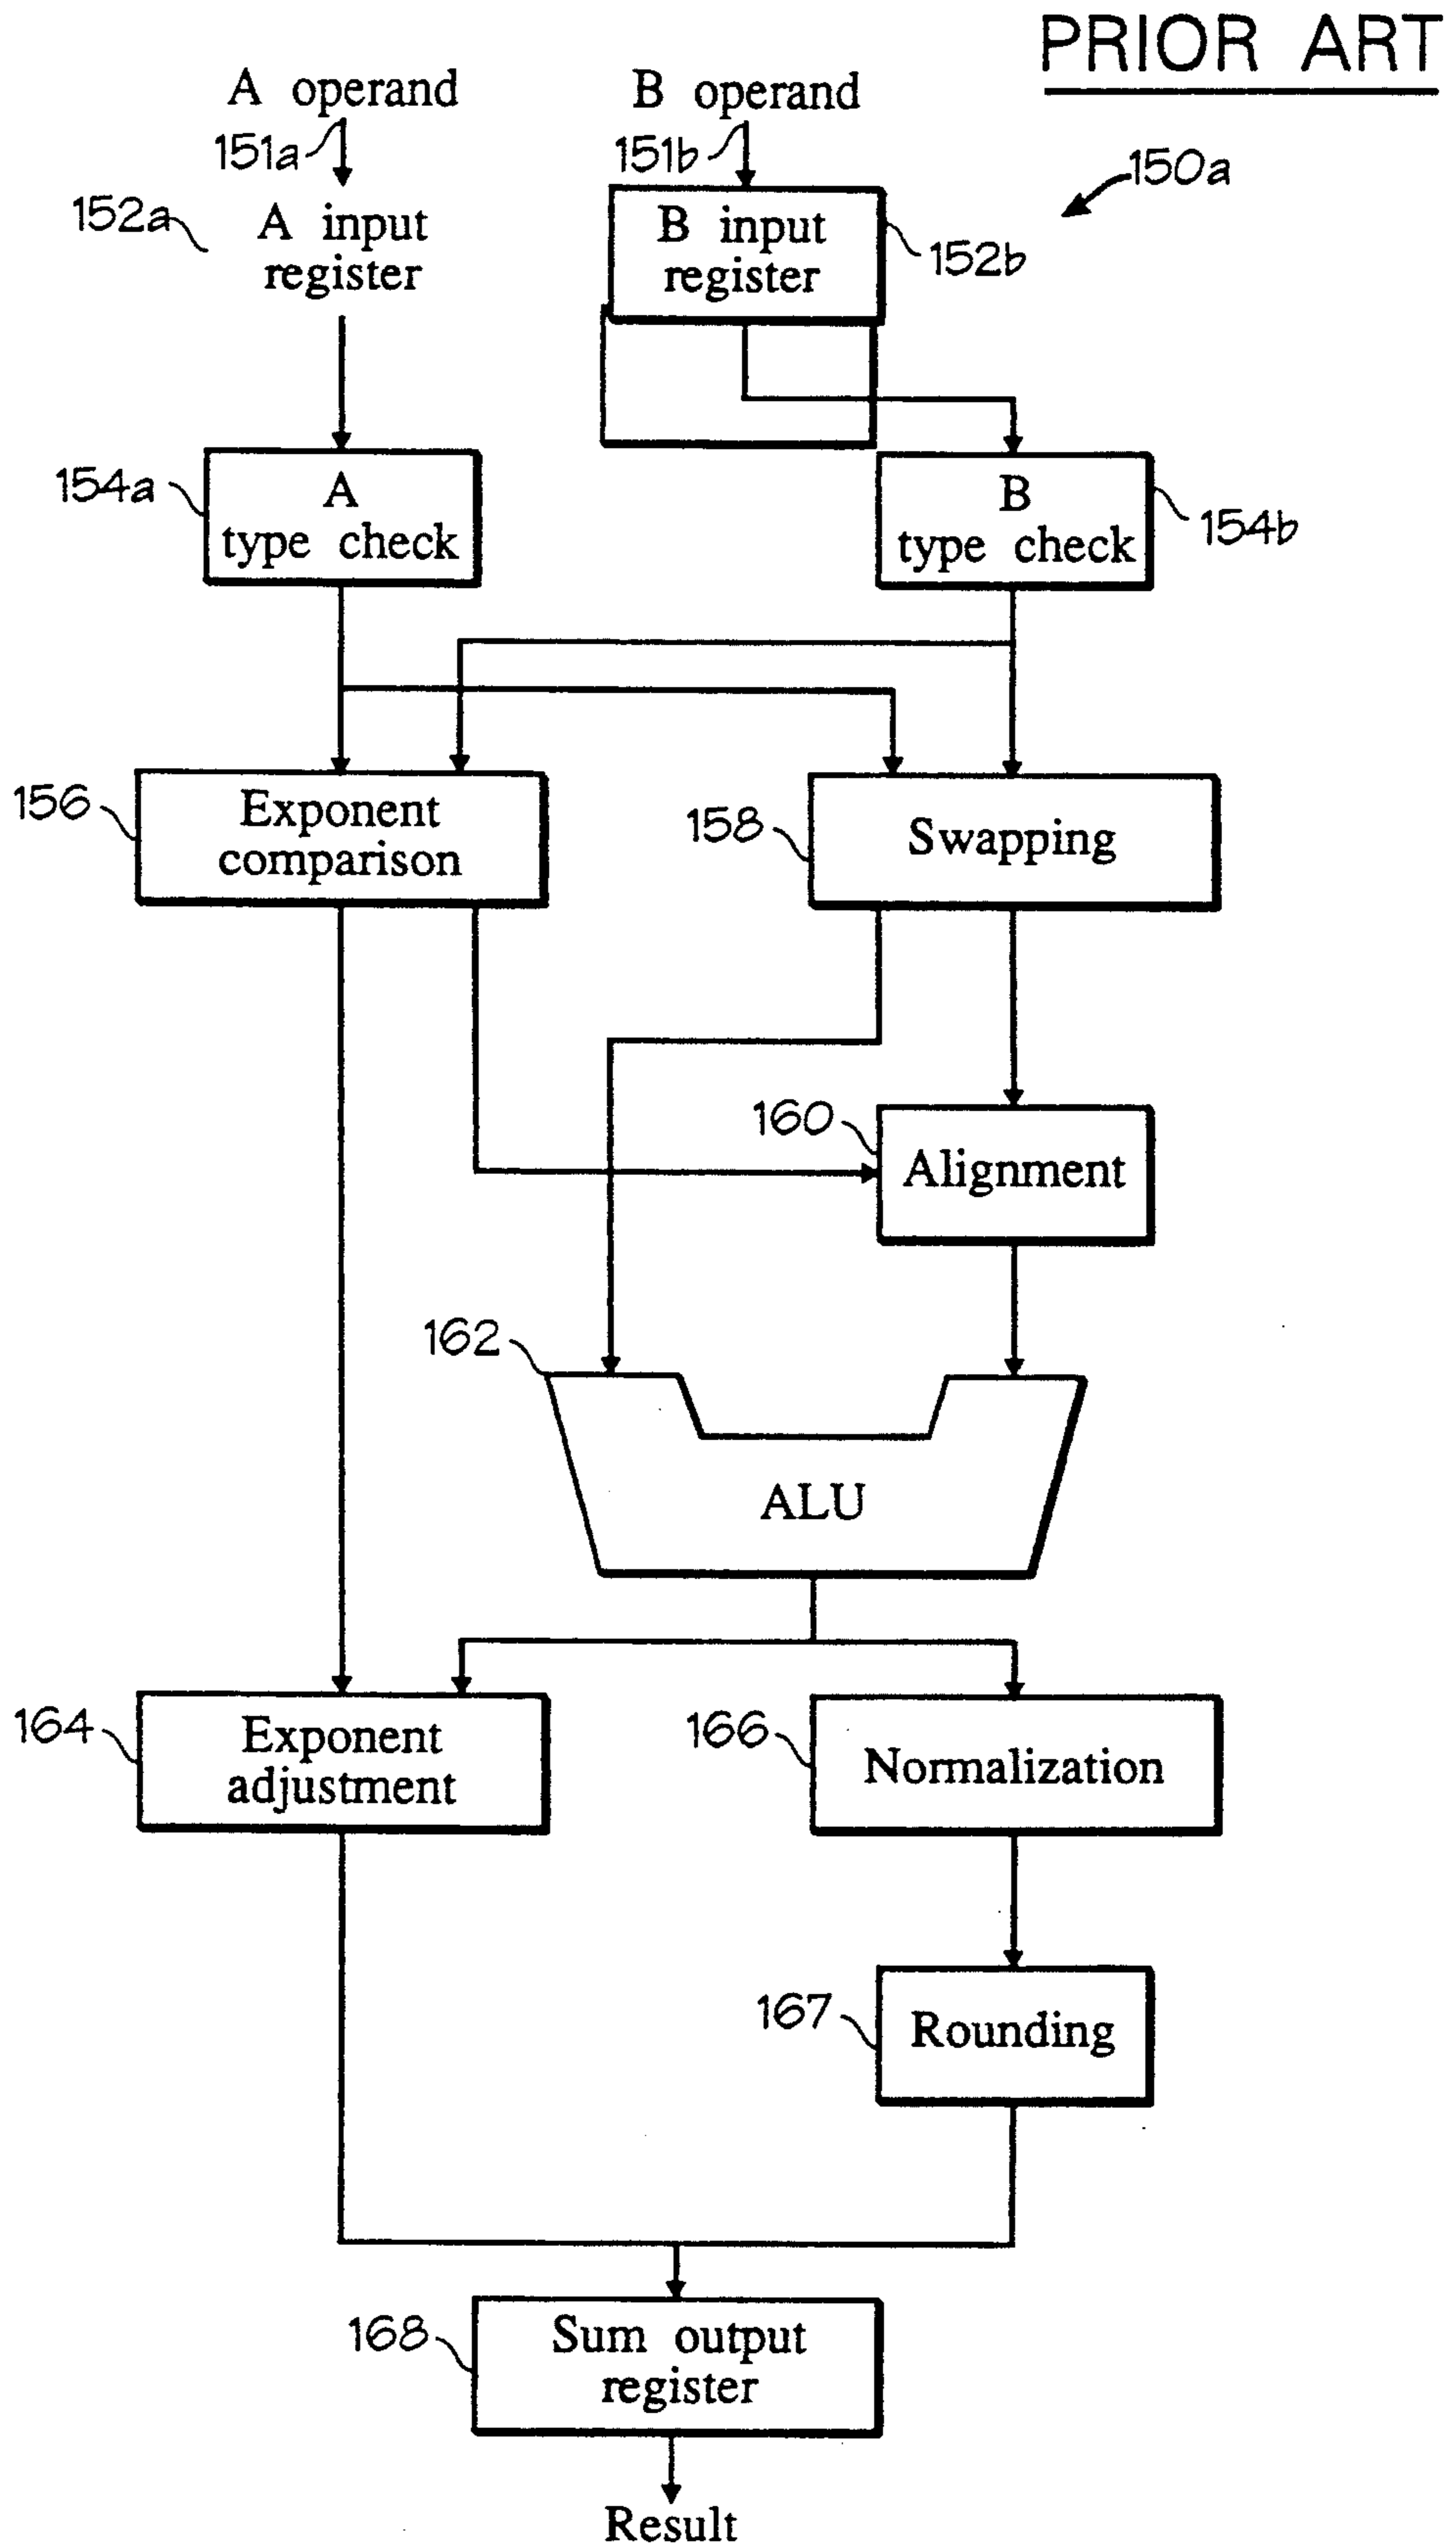 PRIOR ART
A operand
B operand
151a
151b
150a
152a
A input
register
B input
register
152b
154a
A
type check
B
type check
154b
156
Exponent
comparison
158
Swapping
160
Alignment
162
ALU
164
Exponent
adjustment
166
Normalization
167
Rounding
168
Sum output
register
Result